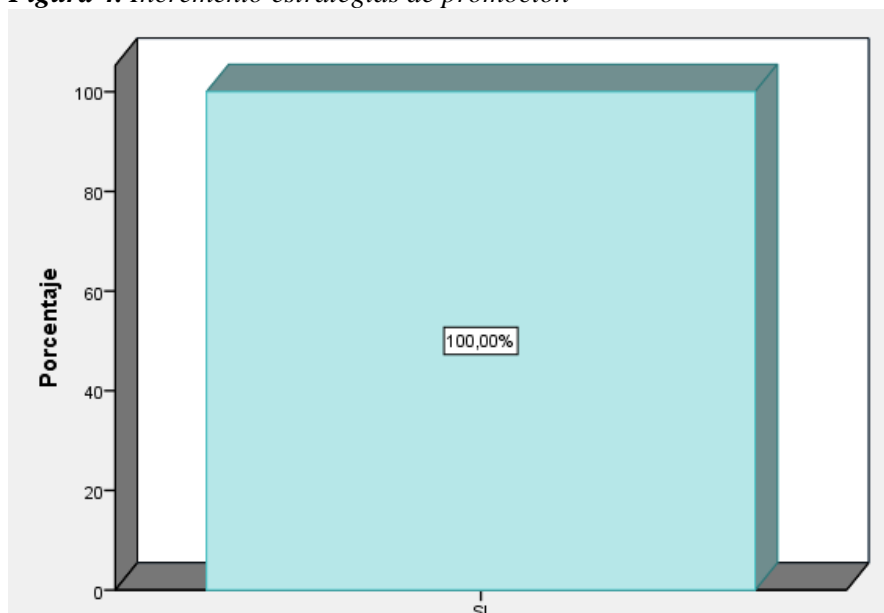 Figura 4. Incremento estrategias de promoción
100
80
60
40
20
0
Porcentaje
100,00%
SI